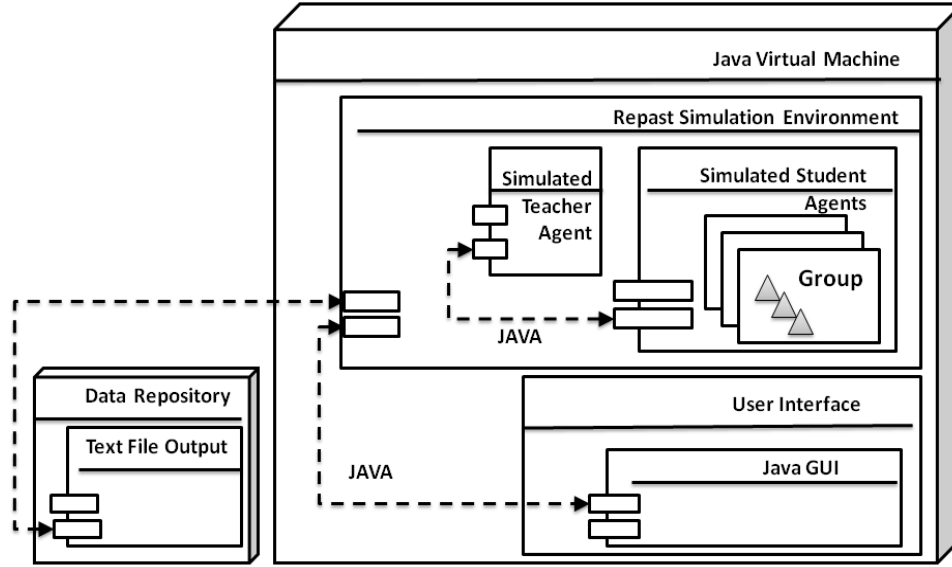 Java Virtual Machine
Repast Simulation Environment
Simulated
Teacher
Agent
Simulated Student
Agents
Group
JAVA
Data Repository
Text File Output
JAVA
User Interface
Java GUI